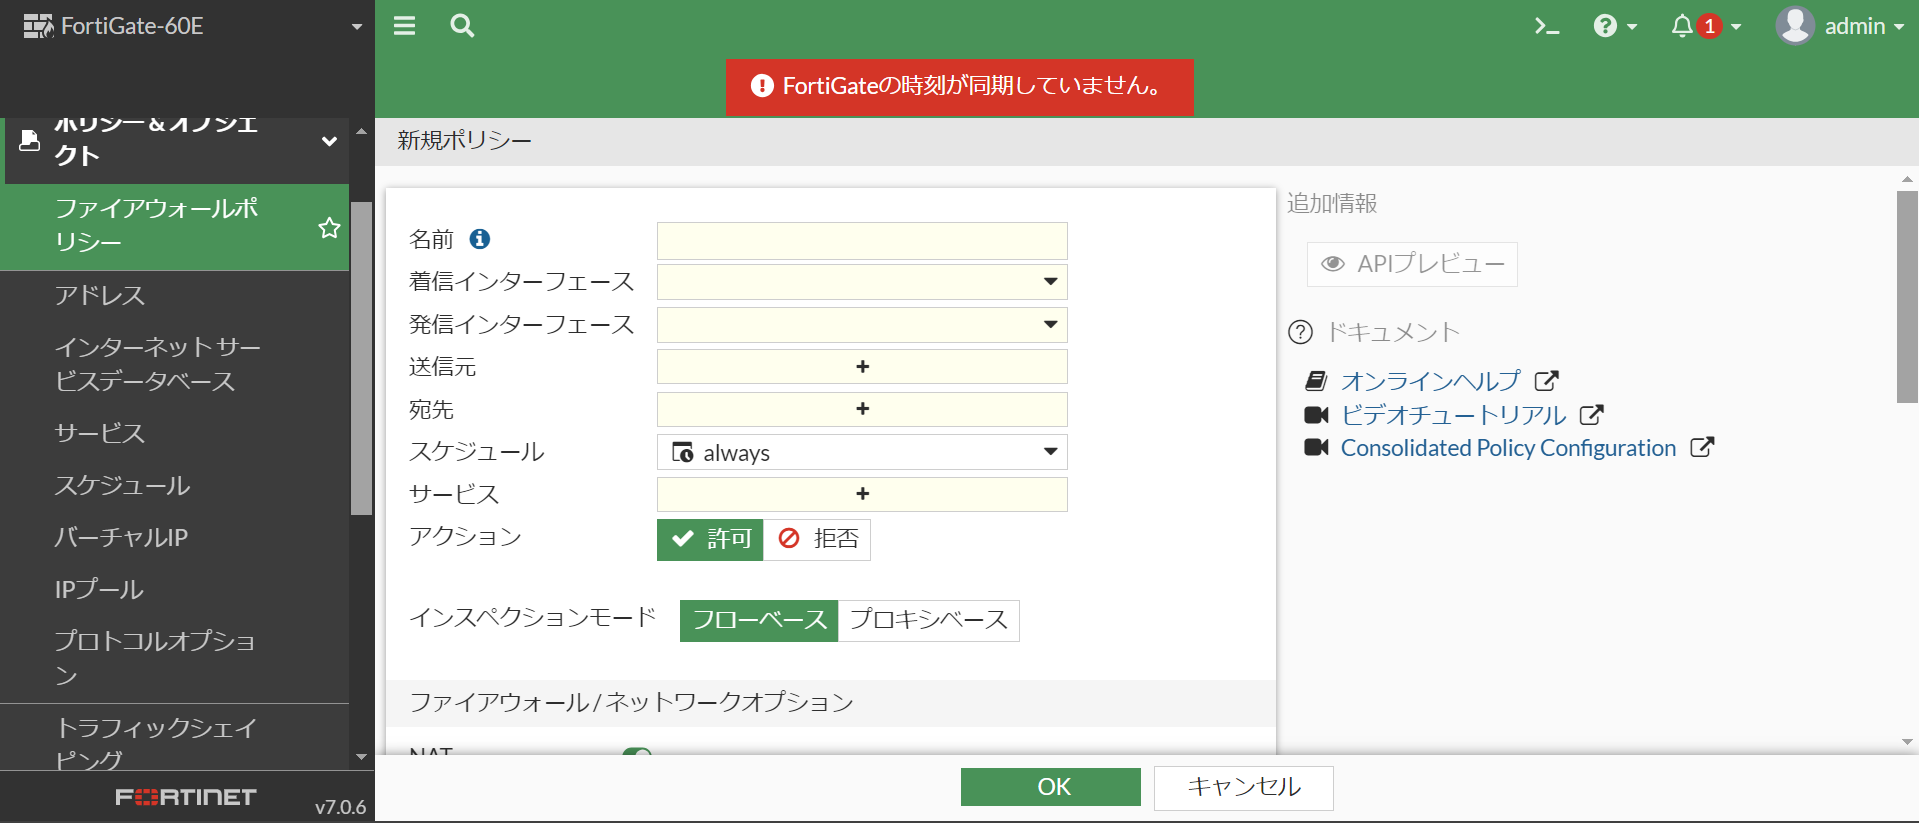 FortiGate-60E
1
admin
FortiGateの時刻が同期していません。
ポリシー＆オブジェ
クト
ファイアウォールポ
リシー
アドレス
インターネットサー
ビスデータベース
サービス
スケジュール
バーチャルIP
IPプール
プロトコルオプショ
ン
トラフィックシェイ
ピング
FORTINET
v7.0.6
新規ポリシー
名前
着信インターフェース
発信インターフェース
送信元
宛先
スケジュール
always
サービス
アクション
許可
拒否
インスペクションモード
フローベース
プロキシベース
ファイアウォール / ネットワークオプション
NAT
OK
キャンセル
追加情報
APIプレビュー
ドキュメント
オンラインヘルプ
ビデオチュートリアル
Consolidated Policy Configuration